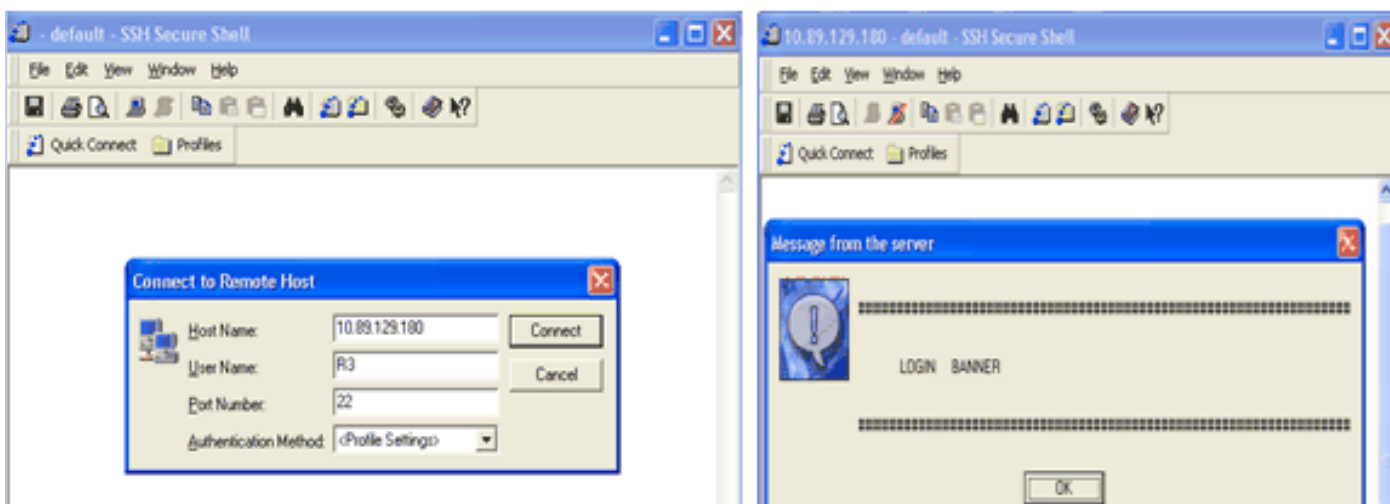 - default - SSH Secure Shell
File Edit View Window Help
Quick Connect Profiles
Connect to Remote Host
Host Name: 10.89.129.180 Connect
User Name: R3 Cancel
Port Number: 22
Authentication Method: <Profile Settings>
10.89.129.180 - default - SSH Secure Shell
File Edit View Window Help
Quick Connect Profiles
Message from the server
LOGIN BANNER
OK